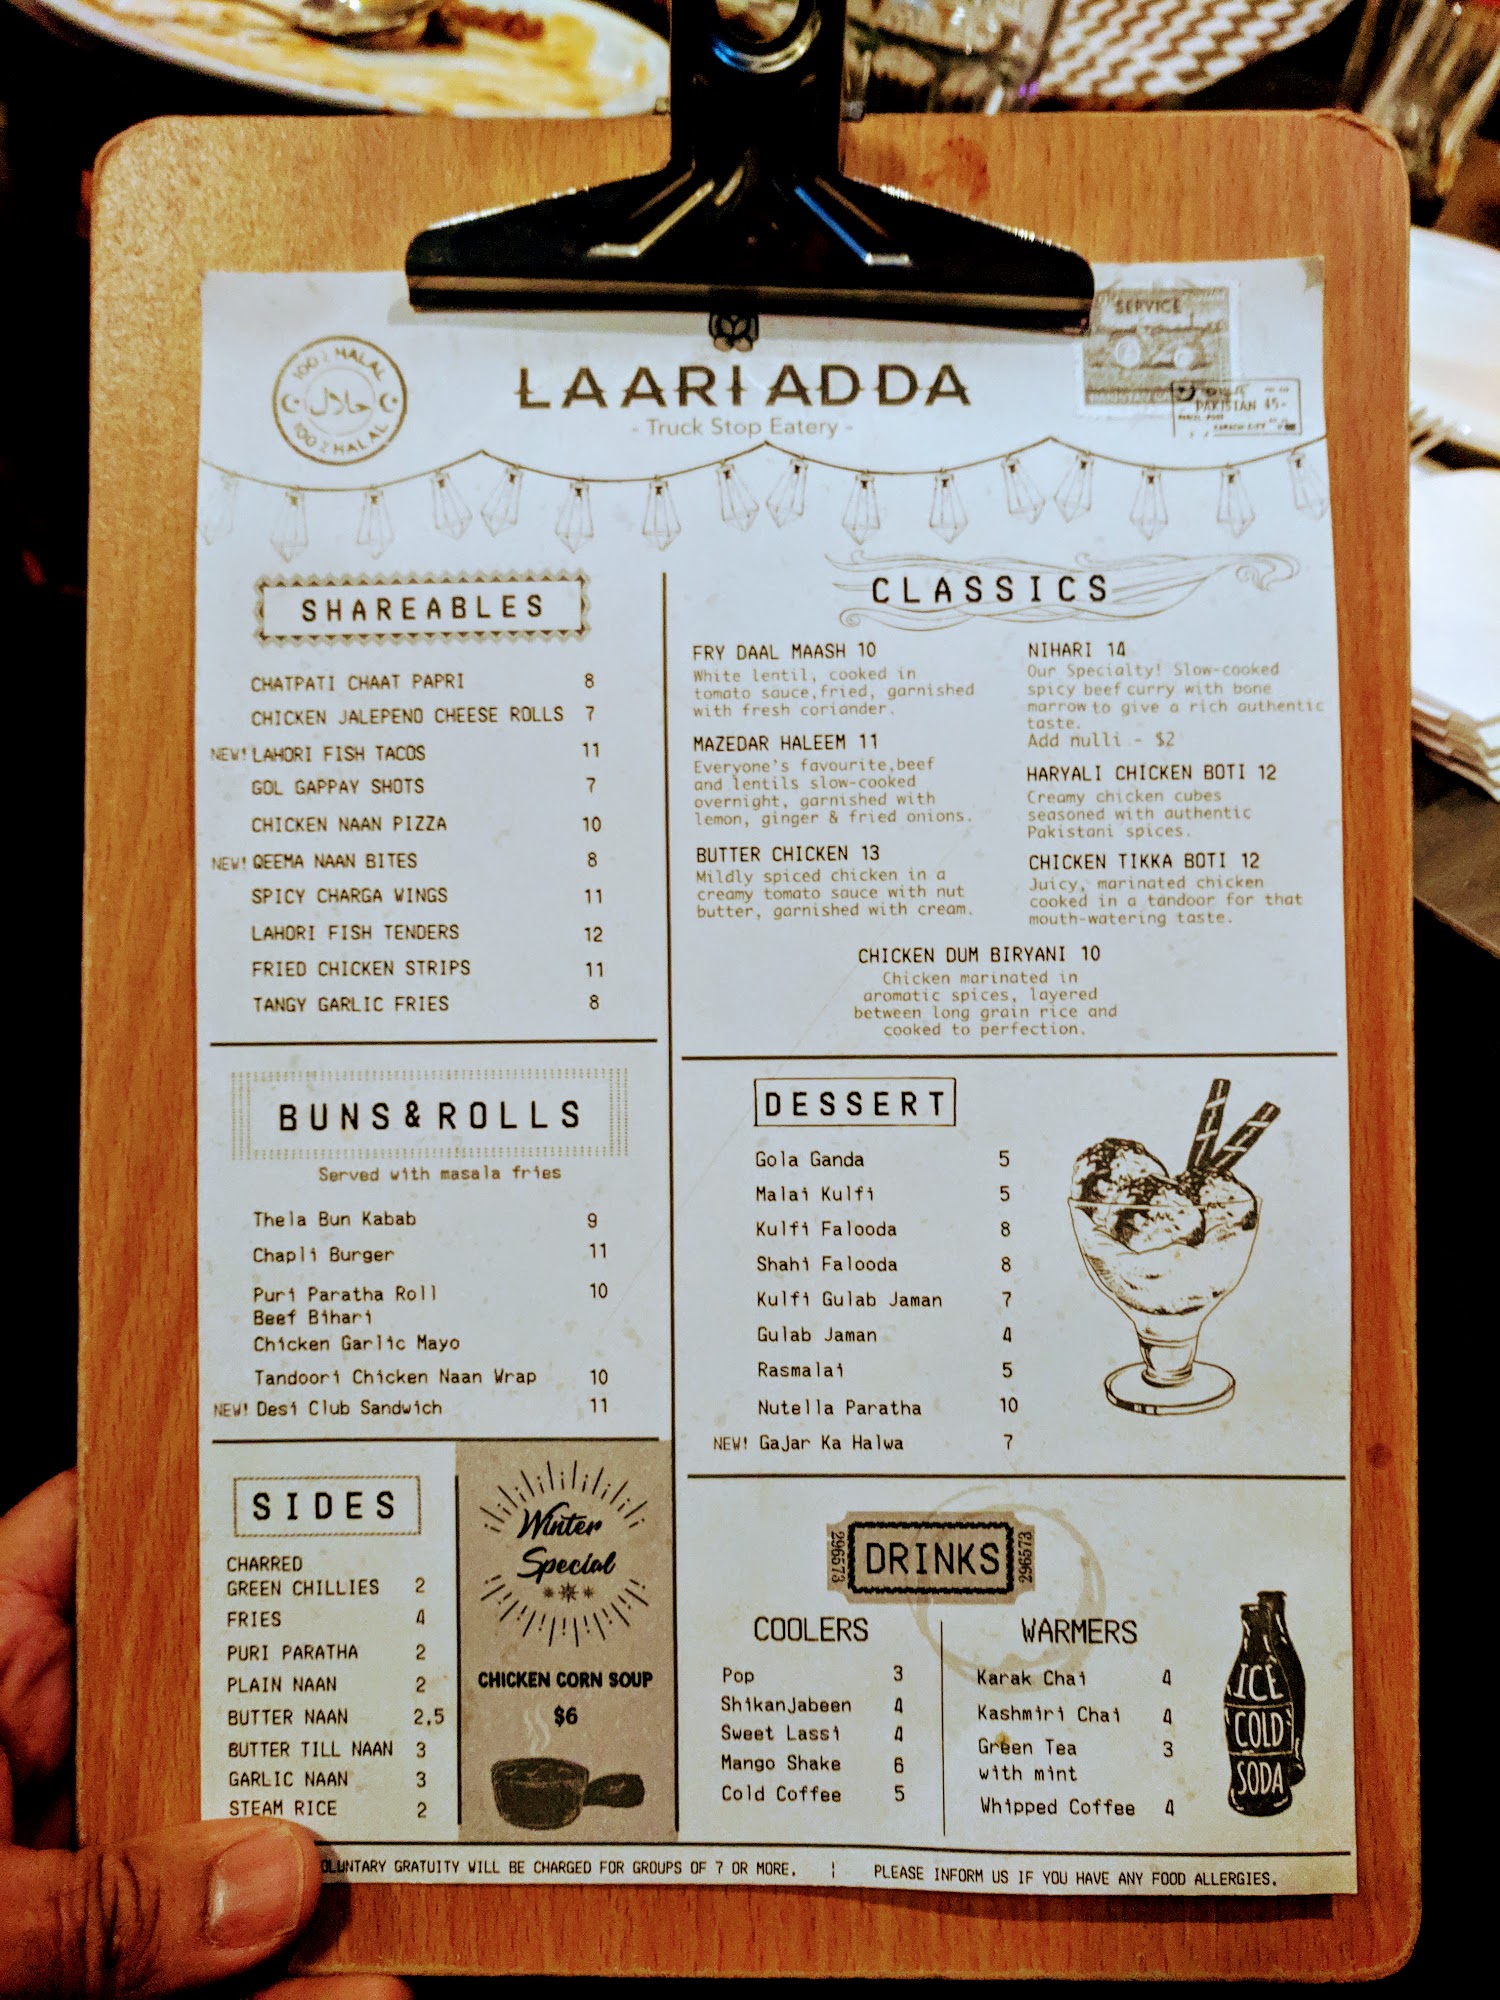 100% HALAL
حلال
100% HALAL
LAARI ADDA
- Truck Stop Eatery -
SERVICE
PAKISTAN 45-
SHAREABLES
CHATPATI CHAAT PAPRI 8
CHICKEN JALEPENO CHEESE ROLLS 7
NEW! LAHORI FISH TACOS 11
GOL GAPPAY SHOTS 7
CHICKEN NAAN PIZZA 10
NEW! QEEMA NAAN BITES 8
SPICY CHARGA WINGS 11
LAHORI FISH TENDERS 12
FRIED CHICKEN STRIPS 11
TANGY GARLIC FRIES 8
BUNS&ROLLS
Served with masala fries
Thela Bun Kabab 9
Chapli Burger 11
Puri Paratha Roll 10
Beef Bihari
Chicken Garlic Mayo
Tandoori Chicken Naan Wrap 10
NEW! Desi Club Sandwich 11
SIDES
CHARRED
GREEN CHILLIES 2
FRIES 4
PURI PARATHA 2
PLAIN NAAN 2
BUTTER NAAN 2.5
BUTTER TILL NAAN 3
GARLIC NAAN 3
STEAM RICE 2
Winter
Special
CHICKEN CORN SOUP
$6
CLASSICS
FRY DAAL MAASH 10
White lentil, cooked in
tomato sauce,fried, garnished
with fresh coriander.
MAZEDAR HALEEM 11
Everyone's favourite,beef
and lentils slow-cooked
overnight, garnished with
lemon, ginger & fried onions.
BUTTER CHICKEN 13
Mildly spiced chicken in a
creamy tomato sauce with nut
butter, garnished with cream.
NIHARI 14
Our Specialty! Slow-cooked
spicy beef curry with bone
marrow to give a rich authentic
taste.
Add nulli - $2
HARYALI CHICKEN BOTI 12
Creamy chicken cubes
seasoned with authentic
Pakistani spices.
CHICKEN TIKKA BOTI 12
Juicy, marinated chicken
cooked in a tandoor for that
mouth-watering taste.
CHICKEN DUM BIRYANI 10
Chicken marinated in
aromatic spices, layered
between long grain rice and
cooked to perfection.
DESSERT
Gola Ganda 5
Malai Kulfi 5
Kulfi Falooda 8
Shahi Falooda 8
Kulfi Gulab Jaman 7
Gulab Jaman 4
Rasmalai 5
Nutella Paratha 10
NEW! GaJar Ka Halwa 7
296573
DRINKS
296573
COOLERS
Pop 3
ShikanJabeen 4
Sweet Lassi 4
Mango Shake 6
Cold Coffee 5
WARMERS
Karak Chai 4
Kashmiri Chai 4
Green Tea 3
with mint
Whipped Coffee 4
ICE
COLD
SODA
GRATUITY WILL BE CHARGED FOR GROUPS OF 7 OR MORE. | PLEASE INFORM US IF YOU HAVE ANY FOOD ALLERGIES.